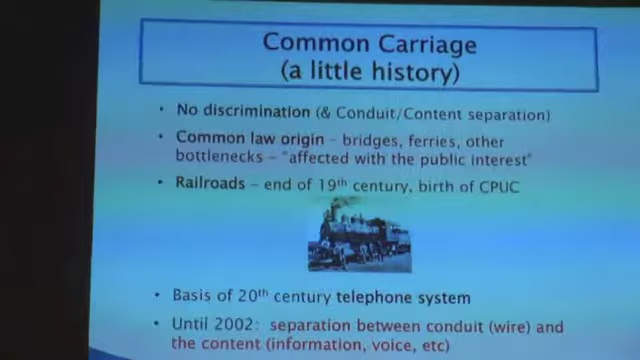 Common Carriage
(a little history)
• No discrimination (& Conduit/Content separation)
• Common law origin – bridges, ferries, other
bottlenecks – "affected with the public interest"
• Railroads – end of 19th century, birth of CPUC
• Basis of 20th century telephone system
• Until 2002: separation between conduit (wire) and
the content (information, voice, etc)